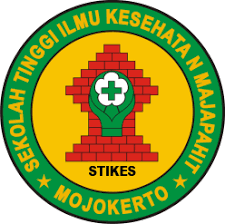 SEKOLAH TINGGI ILMU KESEHATA N MAJAPAHIT
STIKES
★ MOJOKERTO ★